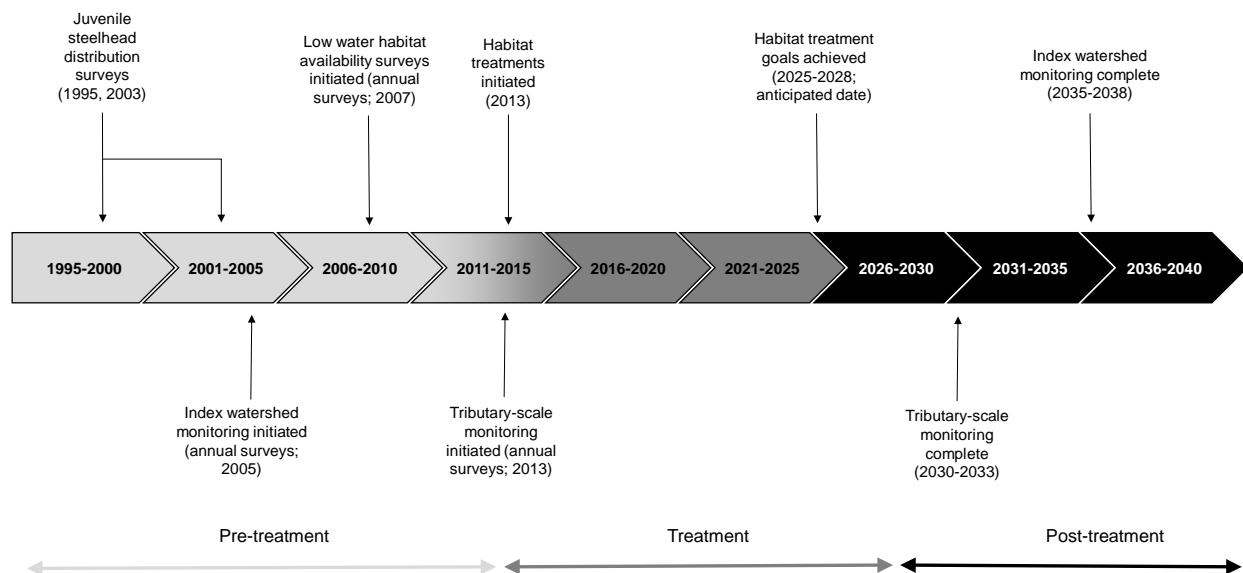 Juvenile
steelhead
distribution
surveys
(1995, 2003)
Low water habitat
availability surveys
initiated (annual
surveys; 2007)
Habitat
treatments
initiated
(2013)
Habitat treatment
goals achieved
(2025-2028;
anticipated date)
Index watershed
monitoring complete
(2035-2038)
1995-2000
2001-2005
2006-2010
2011-2015
2016-2020
2021-2025
2026-2030
2031-2035
2036-2040
Index watershed
monitoring initiated
(annual surveys;
2005)
Tributary-scale
monitoring
initiated (annual
surveys; 2013)
Tributary-scale
monitoring
complete
(2030-2033)
Pre-treatment
Treatment
Post-treatment